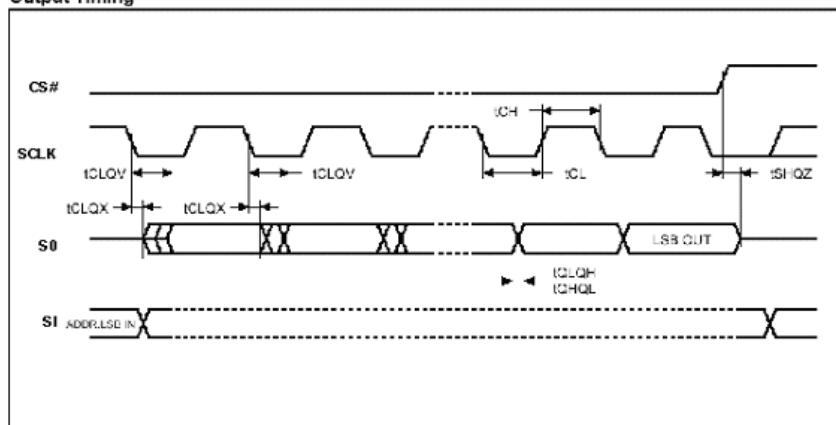 Output Timing
CS#
tCH
SCLK
tCLQV
tCLQV
tCL
tSHQZ
tCLQX
tCLQX
SO
LSB OUT
tQLQH
tQHQL
SI
ADDR.LSB IN